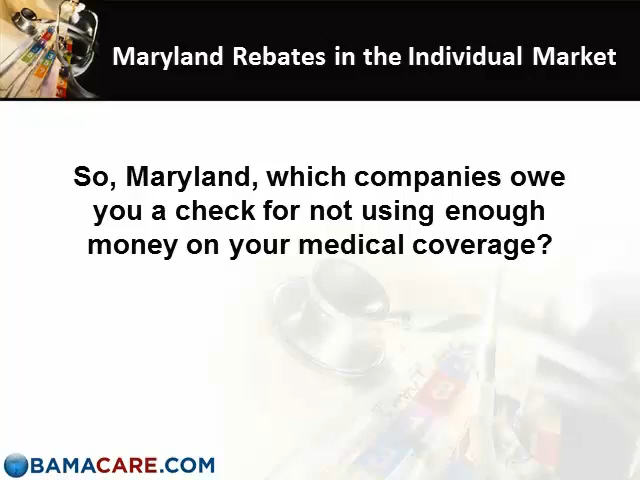 Maryland Rebates in the Individual Market
So, Maryland, which companies owe
you a check for not using enough
money on your medical coverage?
OBAMACARE.COM